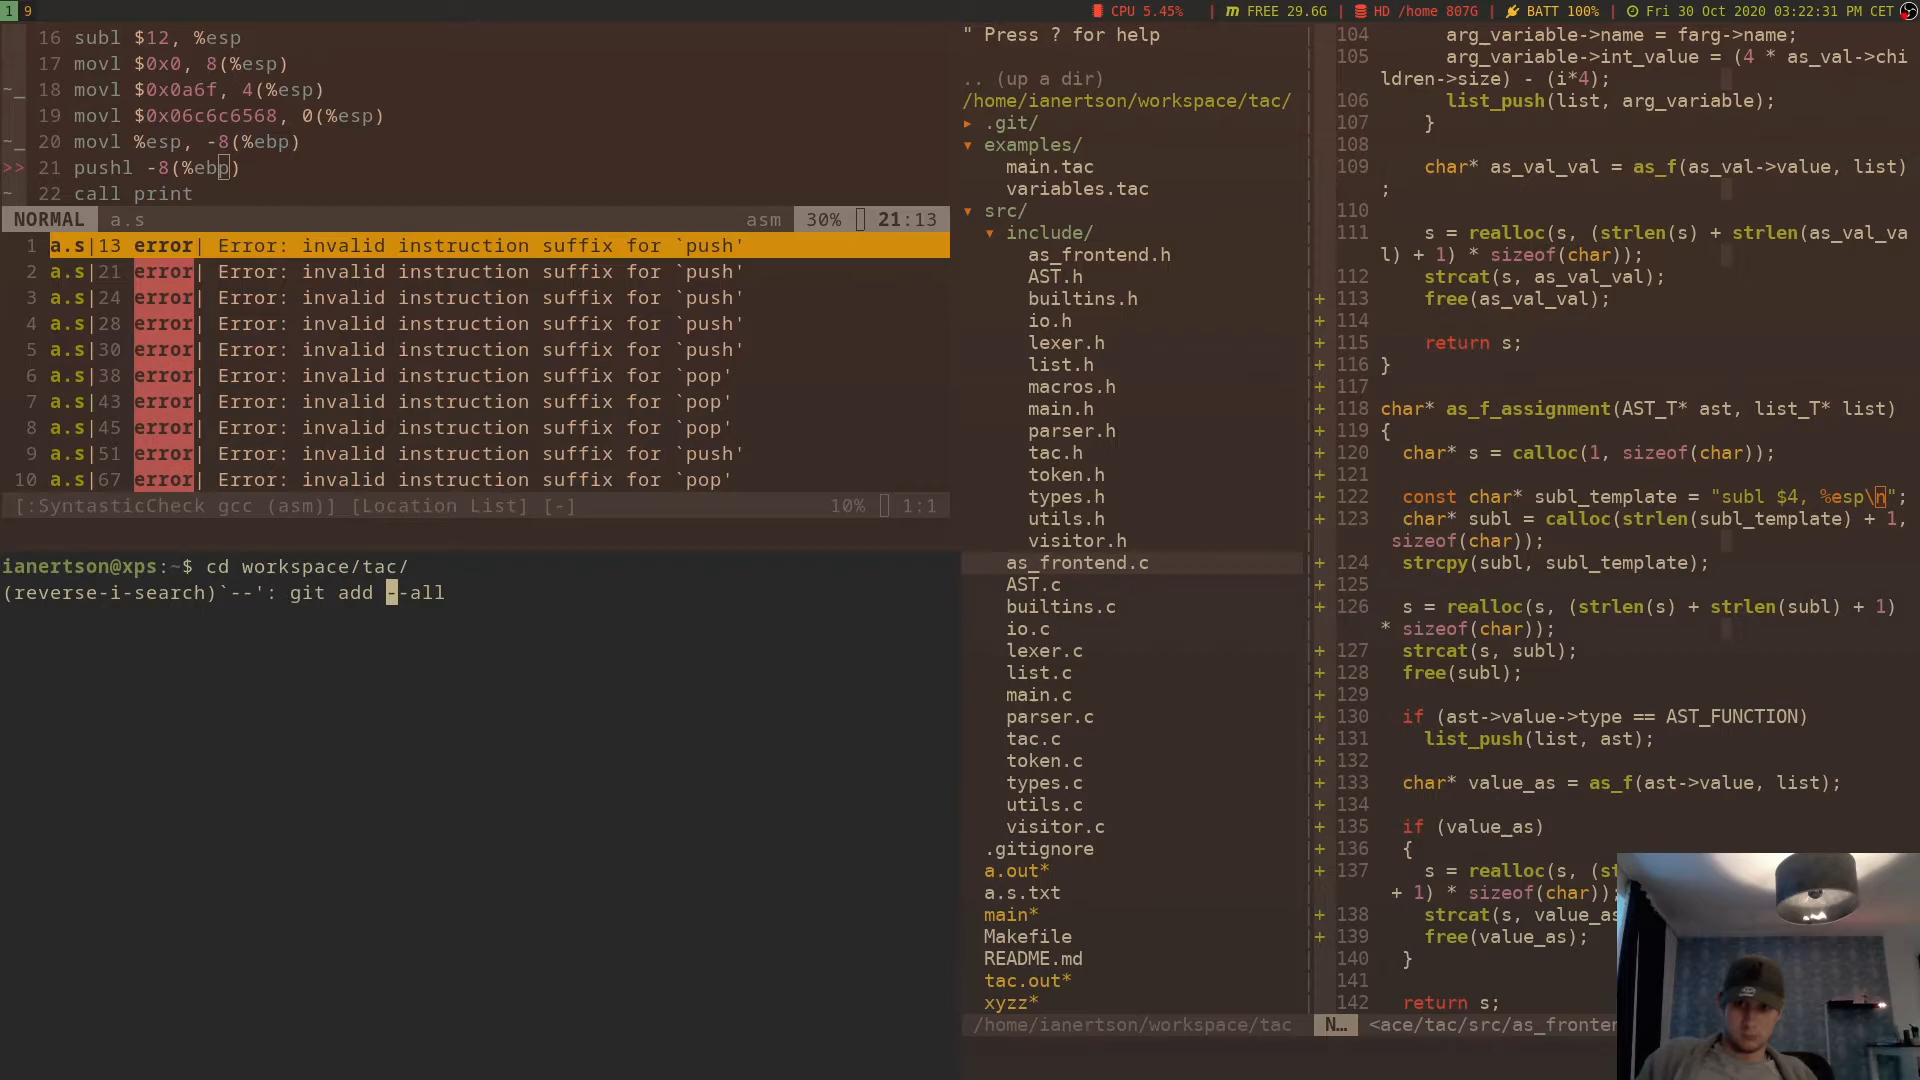 1 9
CPU 5.45% | FREE 29.6G | HD /home 807G | BATT 100% | Fri 30 Oct 2020 03:22:31 PM CET
16 subl $12, %esp
17 movl $0x0, 8(%esp)
~_ 18 movl $0x0a6f, 4(%esp)
19 movl $0x06c6c6568, 0(%esp)
~_ 20 movl %esp, -8(%ebp)
>> 21 pushl -8(%ebp)
~ 22 call print
NORMAL a.s asm 30% 21:13
1 a.s|13 error| Error: invalid instruction suffix for `push'
2 a.s|21 error| Error: invalid instruction suffix for `push'
3 a.s|24 error| Error: invalid instruction suffix for `push'
4 a.s|28 error| Error: invalid instruction suffix for `push'
5 a.s|30 error| Error: invalid instruction suffix for `push'
6 a.s|38 error| Error: invalid instruction suffix for `pop'
7 a.s|43 error| Error: invalid instruction suffix for `pop'
8 a.s|45 error| Error: invalid instruction suffix for `pop'
9 a.s|51 error| Error: invalid instruction suffix for `push'
10 a.s|67 error| Error: invalid instruction suffix for `pop'
[:SyntasticCheck gcc (asm)] [Location List] [-] 10% 1:1
ianertson@xps:~$ cd workspace/tac/
(reverse-i-search)`--': git add --all
" Press ? for help
.. (up a dir)
/home/ianertson/workspace/tac/
▸ .git/
▾ examples/
main.tac
variables.tac
▾ src/
▾ include/
as_frontend.h
AST.h
builtins.h
io.h
lexer.h
list.h
macros.h
main.h
parser.h
tac.h
token.h
types.h
utils.h
visitor.h
as_frontend.c
AST.c
builtins.c
io.c
lexer.c
list.c
main.c
parser.c
tac.c
token.c
types.c
utils.c
visitor.c
.gitignore
a.out*
a.s.txt
main*
Makefile
README.md
tac.out*
xyzz*
/home/ianertson/workspace/tac
104 arg_variable->name = farg->name;
105 arg_variable->int_value = (4 * as_val->chi
ldren->size) - (i*4);
106 list_push(list, arg_variable);
107 }
108
109 char* as_val_val = as_f(as_val->value, list)
;
110
111 s = realloc(s, (strlen(s) + strlen(as_val_va
l) + 1) * sizeof(char));
112 strcat(s, as_val_val);
+ 113 free(as_val_val);
+ 114
+ 115 return s;
+ 116 }
+ 117
+ 118 char* as_f_assignment(AST_T* ast, list_T* list)
+ 119 {
+ 120 char* s = calloc(1, sizeof(char));
+ 121
+ 122 const char* subl_template = "subl $4, %esp\n";
+ 123 char* subl = calloc(strlen(subl_template) + 1,
sizeof(char));
+ 124 strcpy(subl, subl_template);
+ 125
+ 126 s = realloc(s, (strlen(s) + strlen(subl) + 1)
* sizeof(char));
+ 127 strcat(s, subl);
+ 128 free(subl);
+ 129
+ 130 if (ast->value->type == AST_FUNCTION)
+ 131 list_push(list, ast);
+ 132
+ 133 char* value_as = as_f(ast->value, list);
+ 134
+ 135 if (value_as)
+ 136 {
+ 137 s = realloc(s, (st
+ 1) * sizeof(char));
+ 138 strcat(s, value_as
+ 139 free(value_as);
140 }
141
142 return s;
N… <ace/tac/src/as_fronten